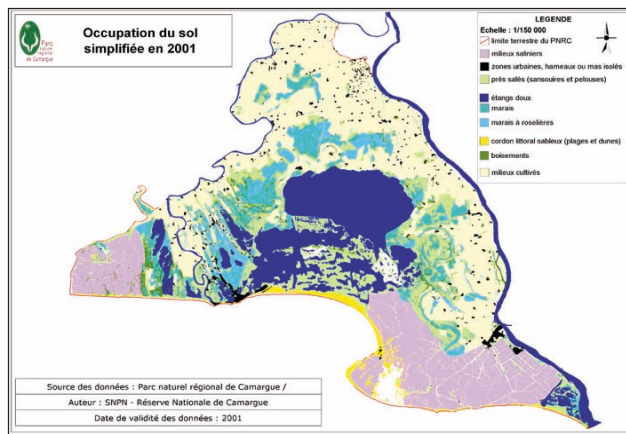 Parc
naturel
régional
de Camargue
Occupation du sol
simplifiée en 2001
LEGENDE
Echelle : 1/150 000
limite terrestre du PNRC
milieux saliniers
zones urbaines, hameaux ou mas isolés
prés salés (sansouires et pelouses)
étangs doux
marais
marais à roselières
cordon littoral sableux (plages et dunes)
boisements
milieux cultivés
Source des données : Parc naturel régional de Camargue /
Auteur : SNPN - Réserve Nationale de Camargue
Date de validité des données : 2001